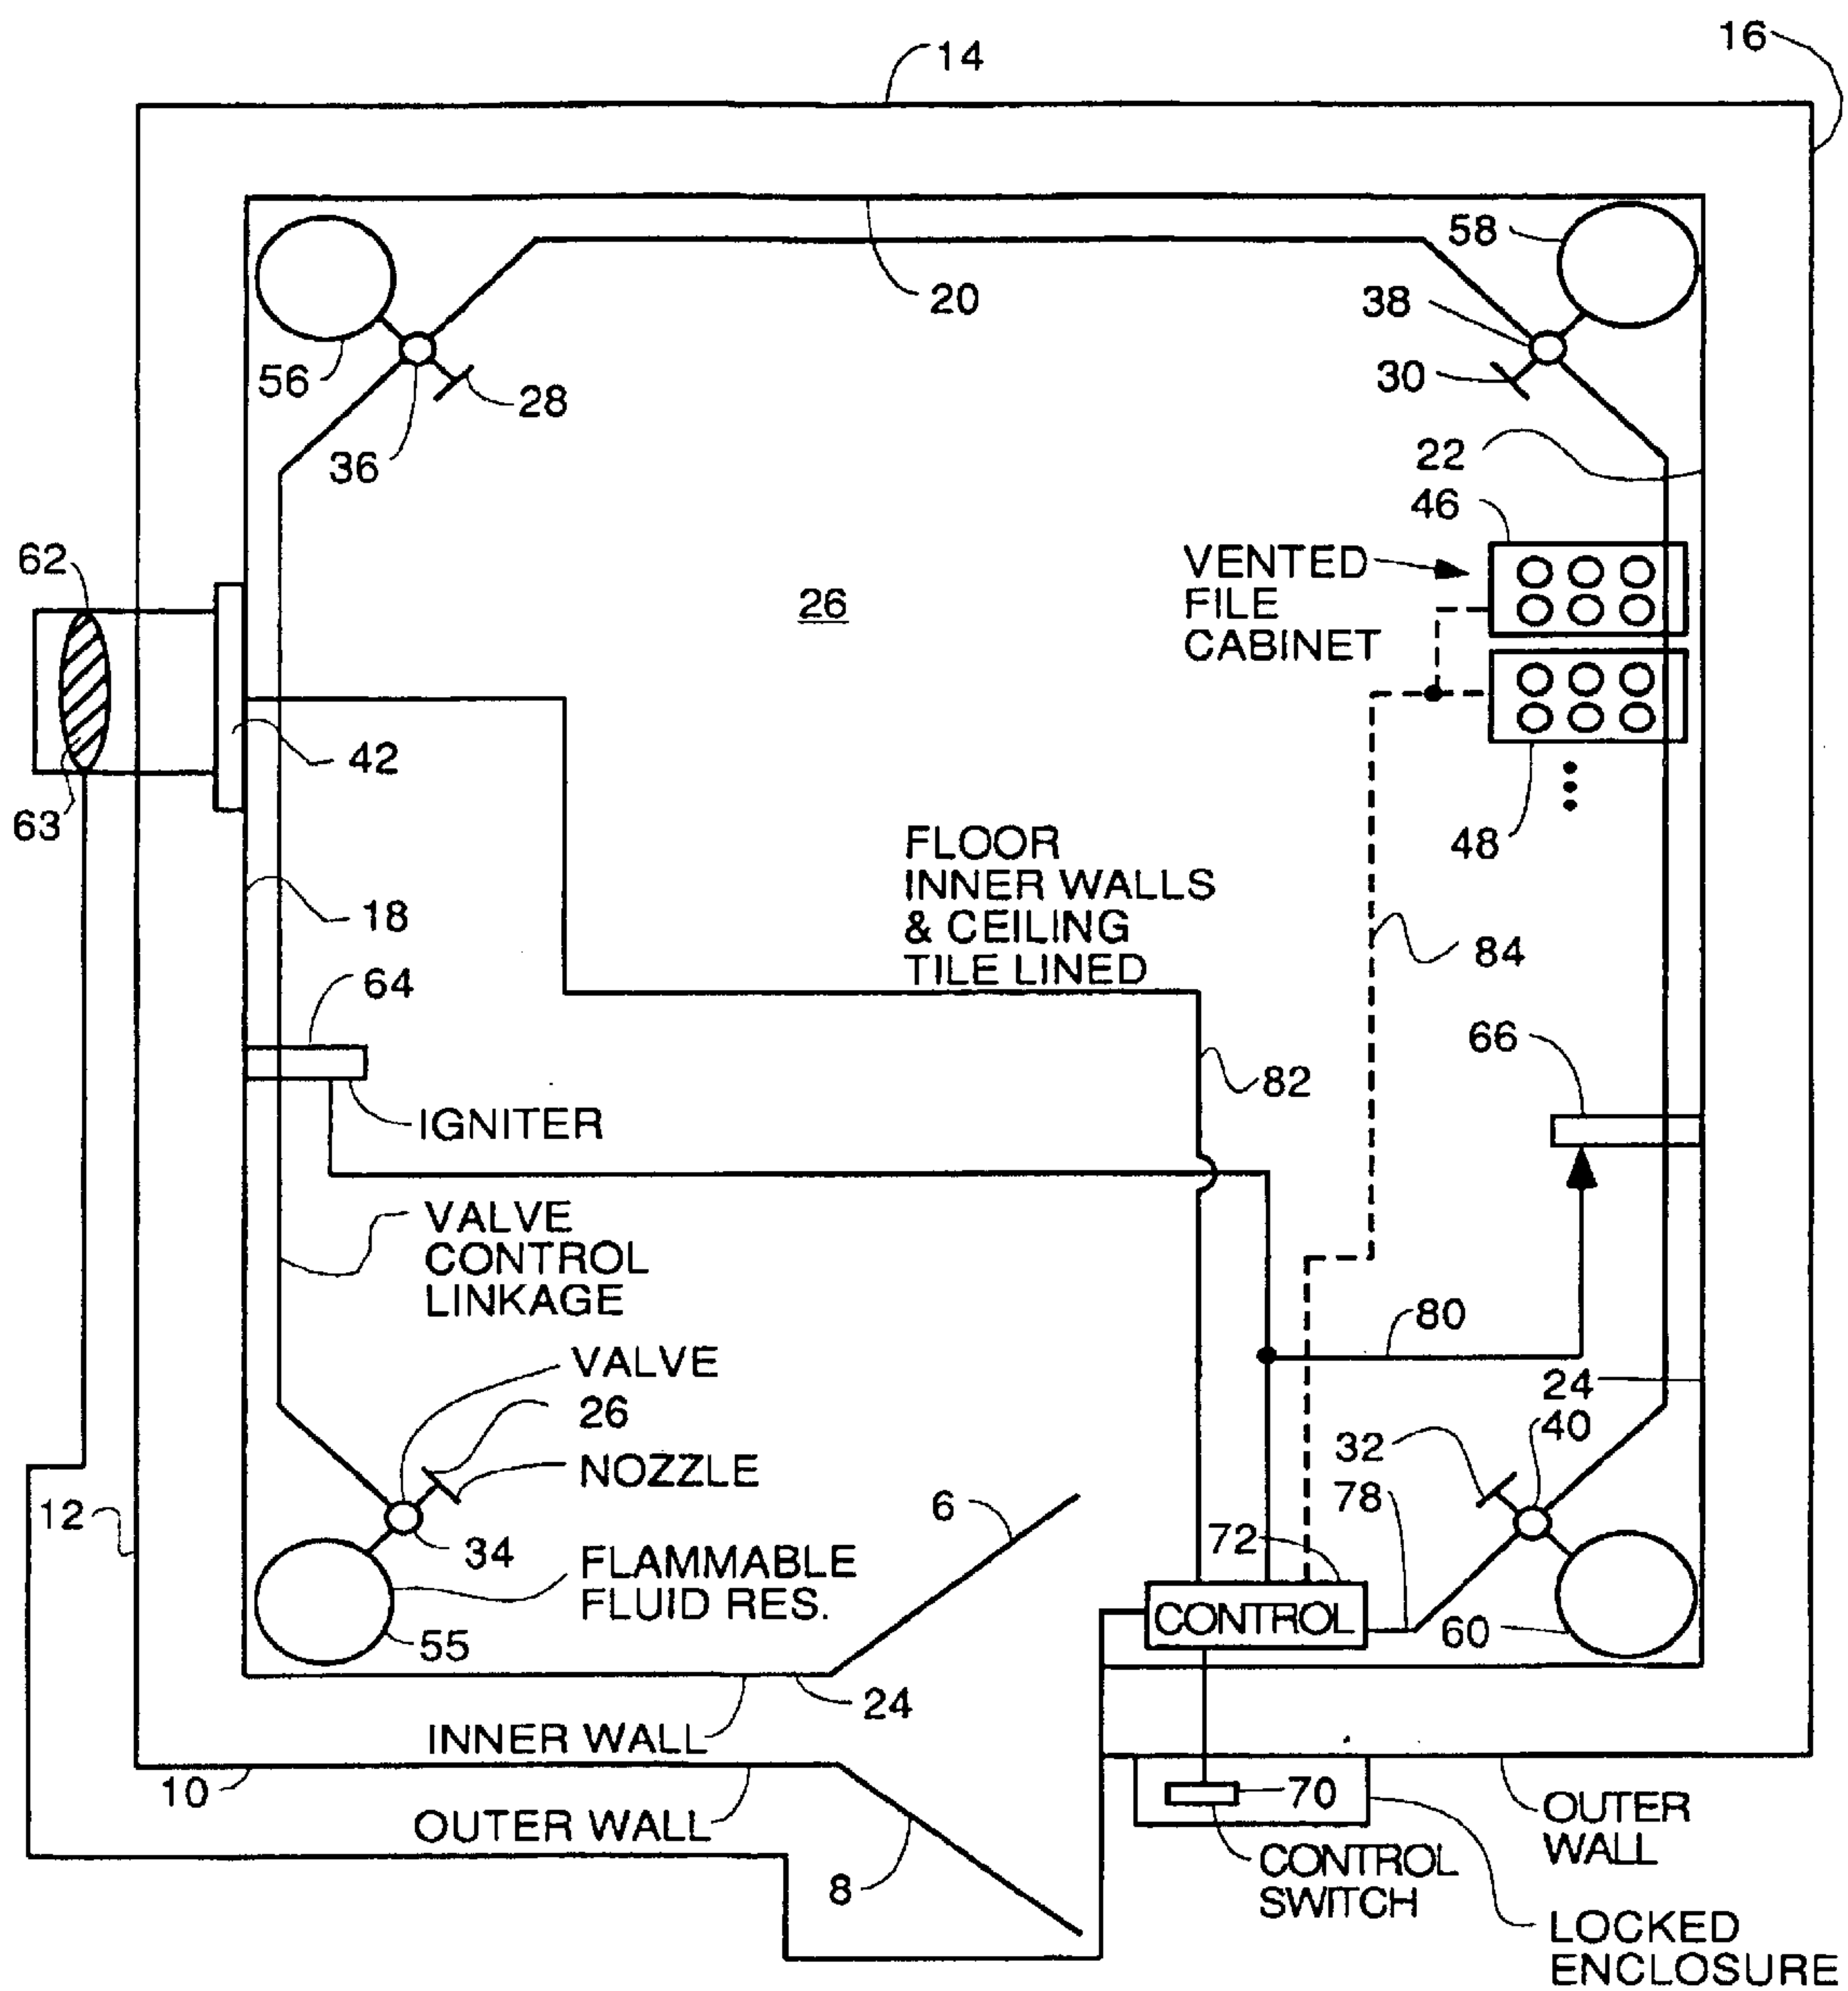 14
16
58
20
38
56
30
28
36
22
46
62
VENTED
FILE
CABINET
26
42
63
48
FLOOR
INNER WALLS
& CEILING
TILE LINED
18
84
64
66
82
IGNITER
VALVE
CONTROL
LINKAGE
80
VALVE
24
26
40
32
NOZZLE
78
6
12
72
34
FLAMMABLE
FLUID RES.
CONTROL
60
55
24
INNER WALL
10
70
OUTER WALL
OUTER
WALL
8
CONTROL
SWITCH
LOCKED
ENCLOSURE